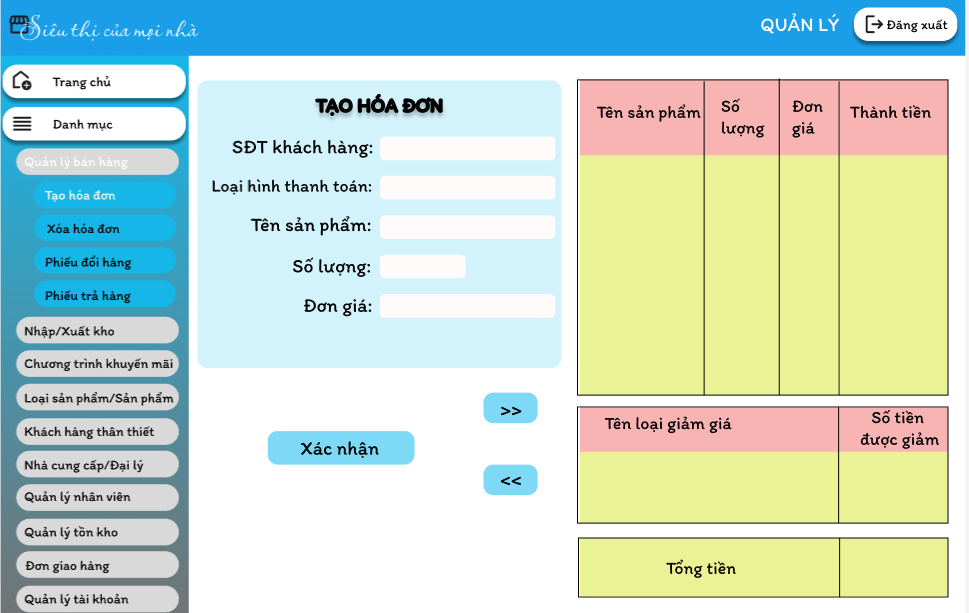 Siêu thị của mọi nhà
QUẢN LÝ
Đăng xuất
Trang chủ
Danh mục
Quản lý bán hàng
Tạo hóa đơn
Xóa hóa đơn
Phiếu đổi hàng
Phiếu trả hàng
Nhập/Xuất kho
Chương trình khuyến mãi
Loại sản phẩm/Sản phẩm
Khách hàng thân thiết
Nhà cung cấp/Đại lý
Quản lý nhân viên
Quản lý tồn kho
Đơn giao hàng
Quản lý tài khoản
TẠO HÓA ĐƠN
SĐT khách hàng:
Loại hình thanh toán:
Tên sản phẩm:
Số lượng:
Đơn giá:
>>
Xác nhận
<<
Tên sản phẩm
Số
lượng
Đơn
giá
Thành tiền
Tên loại giảm giá
Số tiền
được giảm
Tổng tiền